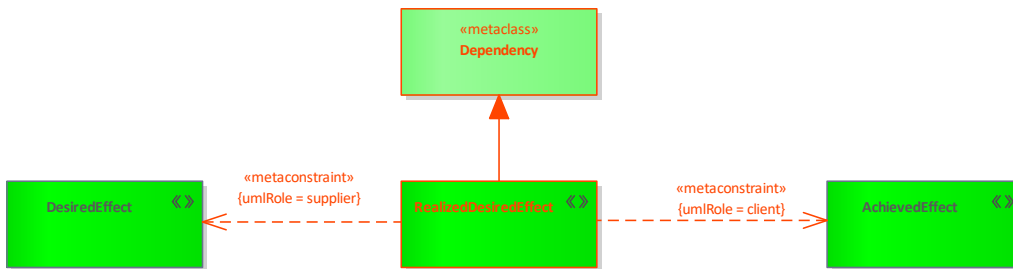 «metaclass»
Dependency
«metaconstraint»
{umlRole = supplier}
«metaconstraint»
{umlRole = client}
DesiredEffect
«»
RealizedDesiredEffect
«»
AchievedEffect
«»